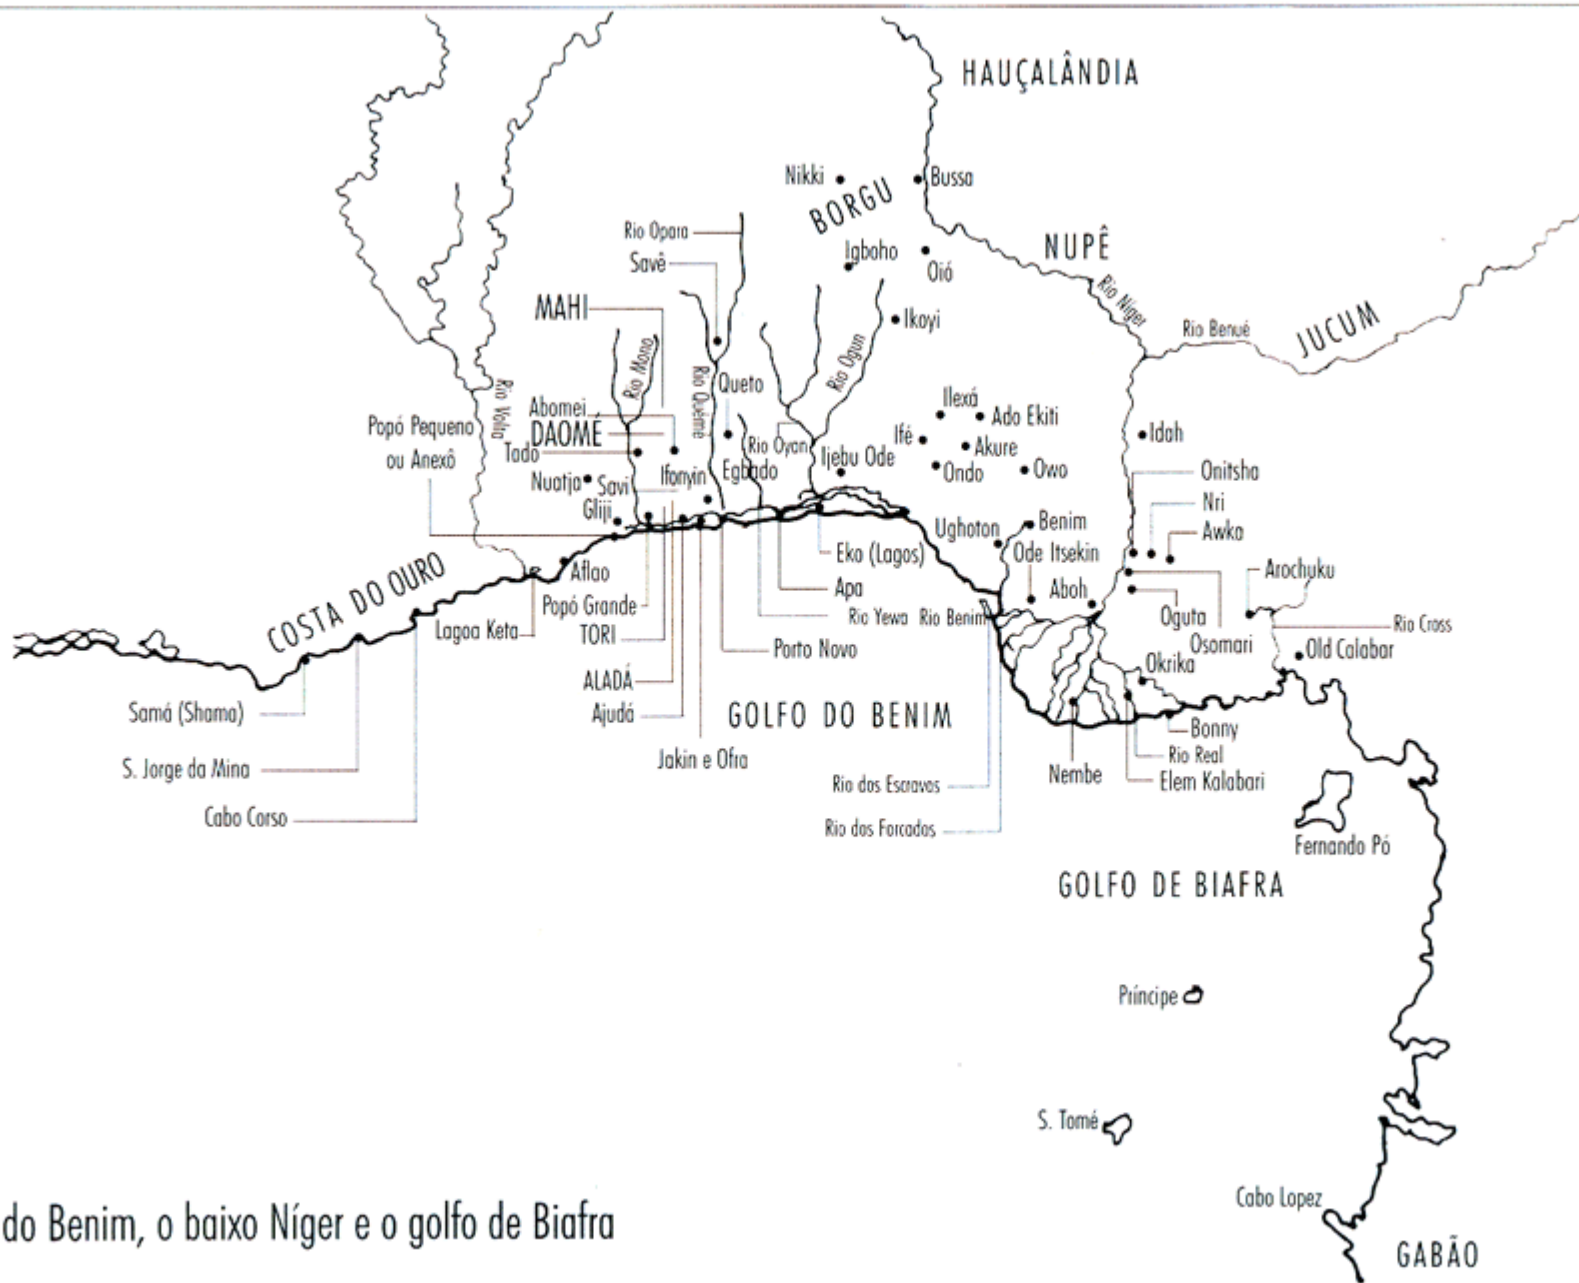 HAUÇALÂNDIA
Nikki
Bussa
BORGU
Rio Opara
Igboho
Oió
NUPÊ
Savê
Rio Níger
MAHI
Ikoyi
Rio Benué
JUCUM
Rio Mono
Rio Ogun
Rio Volta
Rio Quémé
Queto
Abomei
Ilexá
Ado Ekiti
Popó Pequeno
ou Anexô
DAOMÉ
Ifé
Akure
Idah
Tado
Rio Oyan
Ijebu Ode
Ondo
Owo
Onitsha
Nuatja
Savi
Ifonyin
Egbado
Nri
Gliji
Ughoton
Benim
Awka
Eko (Lagos)
Ode Itsekin
Arochuku
COSTA DO OURO
Aflao
Apa
Aboh
Popó Grande
Rio Yewa
Rio Benim
Oguta
Rio Cross
Lagoa Keta
TORI
Porto Novo
Osomari
Old Calabar
Okrika
ALADÁ
Samá (Shama)
Ajudá
GOLFO DO BENIM
Bonny
S. Jorge da Mina
Jakin e Ofra
Rio Real
Nembe
Elem Kalabari
Rio dos Escravos
Cabo Corso
Rio dos Forcados
Fernando Pó
GOLFO DE BIAFRA
Príncipe
S. Tomé
Cabo Lopez
do Benim, o baixo Níger e o golfo de Biafra
GABÃO